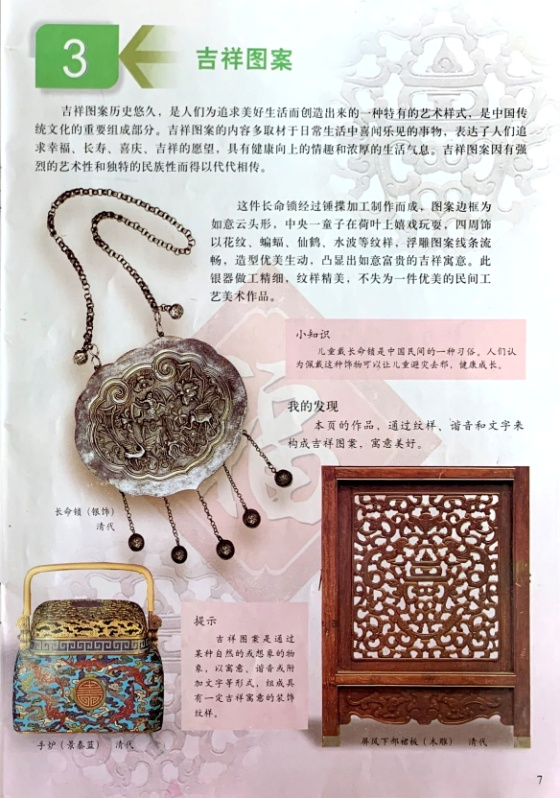 3
吉祥图案
吉祥图案历史悠久，是人们为追求美好生活而创造出来的一种特有的艺术样式，是中国传
统文化的重要组成部分。吉祥图案的内容多取材于日常生活中喜闻乐见的事物，表达了人们追
求幸福、长寿、喜庆、吉祥的愿望，具有健康向上的情趣和浓厚的生活气息。吉祥图案因有强
烈的艺术性和独特的民族性而得以代代相传。
这件长命锁经过锤揲加工制作而成，图案边框为
如意云头形，中央一童子在荷叶上嬉戏玩耍，四周饰
以花纹、蝙蝠、仙鹤、水波等纹样，浮雕图案线条流
畅，造型优美生动，凸显出如意富贵的吉祥寓意。此
银器做工精细，纹样精美，不失为一件优美的民间工
艺美术作品。
小知识
儿童戴长命锁是中国民间的一种习俗。人们认
为佩戴这种饰物可以让儿童避灾去邪，健康成长。
我的发现
本页的作品，通过纹样、谐音和文字来
构成吉祥图案，寓意美好。
福
长命锁（银饰）
清代
提示
吉祥图案是通过
某种自然的或想象的物
象，以寓意、谐音或附
加文字等形式，组成具
有一定吉祥寓意的装饰
纹样。
手炉（景泰蓝） 清代
屏风下部裙板（木雕） 清代
7